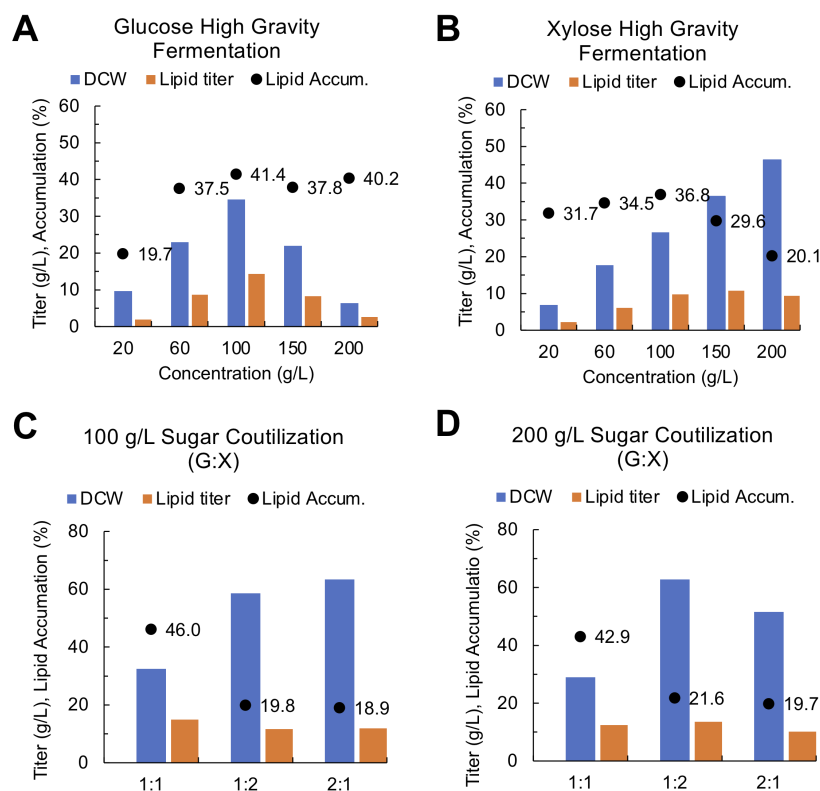 A
Glucose High Gravity
Fermentation
DCW Lipid titer Lipid Accum.
Titer (g/L), Accumulation (%)
60
50
40
30
20
10
0
19.7
37.5
41.4
37.8
40.2
20 60 100 150 200
Concentration (g/L)
B
Xylose High Gravity
Fermentation
DCW Lipid titer Lipid Accum.
Titer (g/L), Accumulation (%)
60
50
40
30
20
10
0
31.7
34.5
36.8
29.6
20.1
20 60 100 150 200
Concentration (g/L)
C
100 g/L Sugar Coutilization
(G:X)
DCW Lipid titer Lipid Accum.
Titer (g/L), Lipid Accumation (%)
80
60
40
20
0
46.0
19.8
18.9
1:1 1:2 2:1
D
200 g/L Sugar Coutilization
(G:X)
DCW Lipid titer Lipid Accum.
Titer (g/L), Lipid Accumulatio (%)
80
60
40
20
0
42.9
21.6
19.7
1:1 1:2 2:1